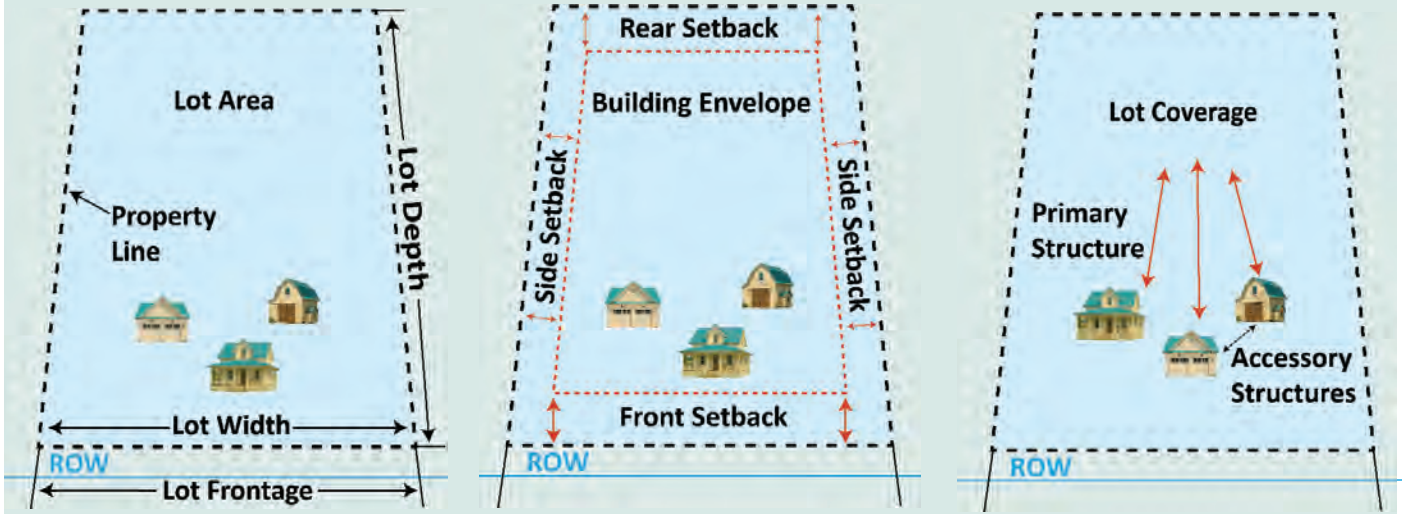 Lot Area
Lot Depth
Property
Line
Lot Width
ROW
Lot Frontage
Rear Setback
Building Envelope
Side Setback
Side Setback
Front Setback
ROW
Lot Coverage
Primary
Structure
Accessory
Structures
ROW